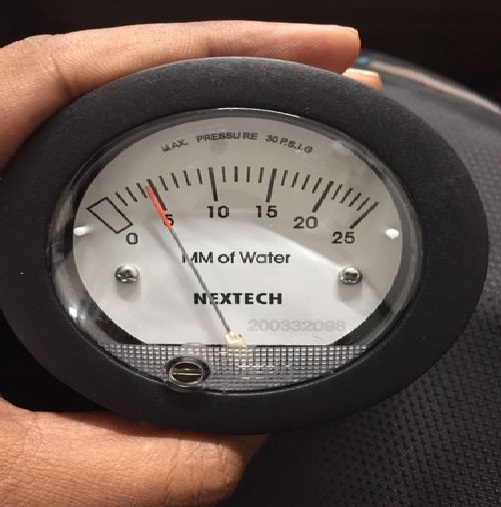 MAX. PRESSURE 30 P.S.I.G
0 5 10 15 20 25
MM of Water
NEXTECH
200332098